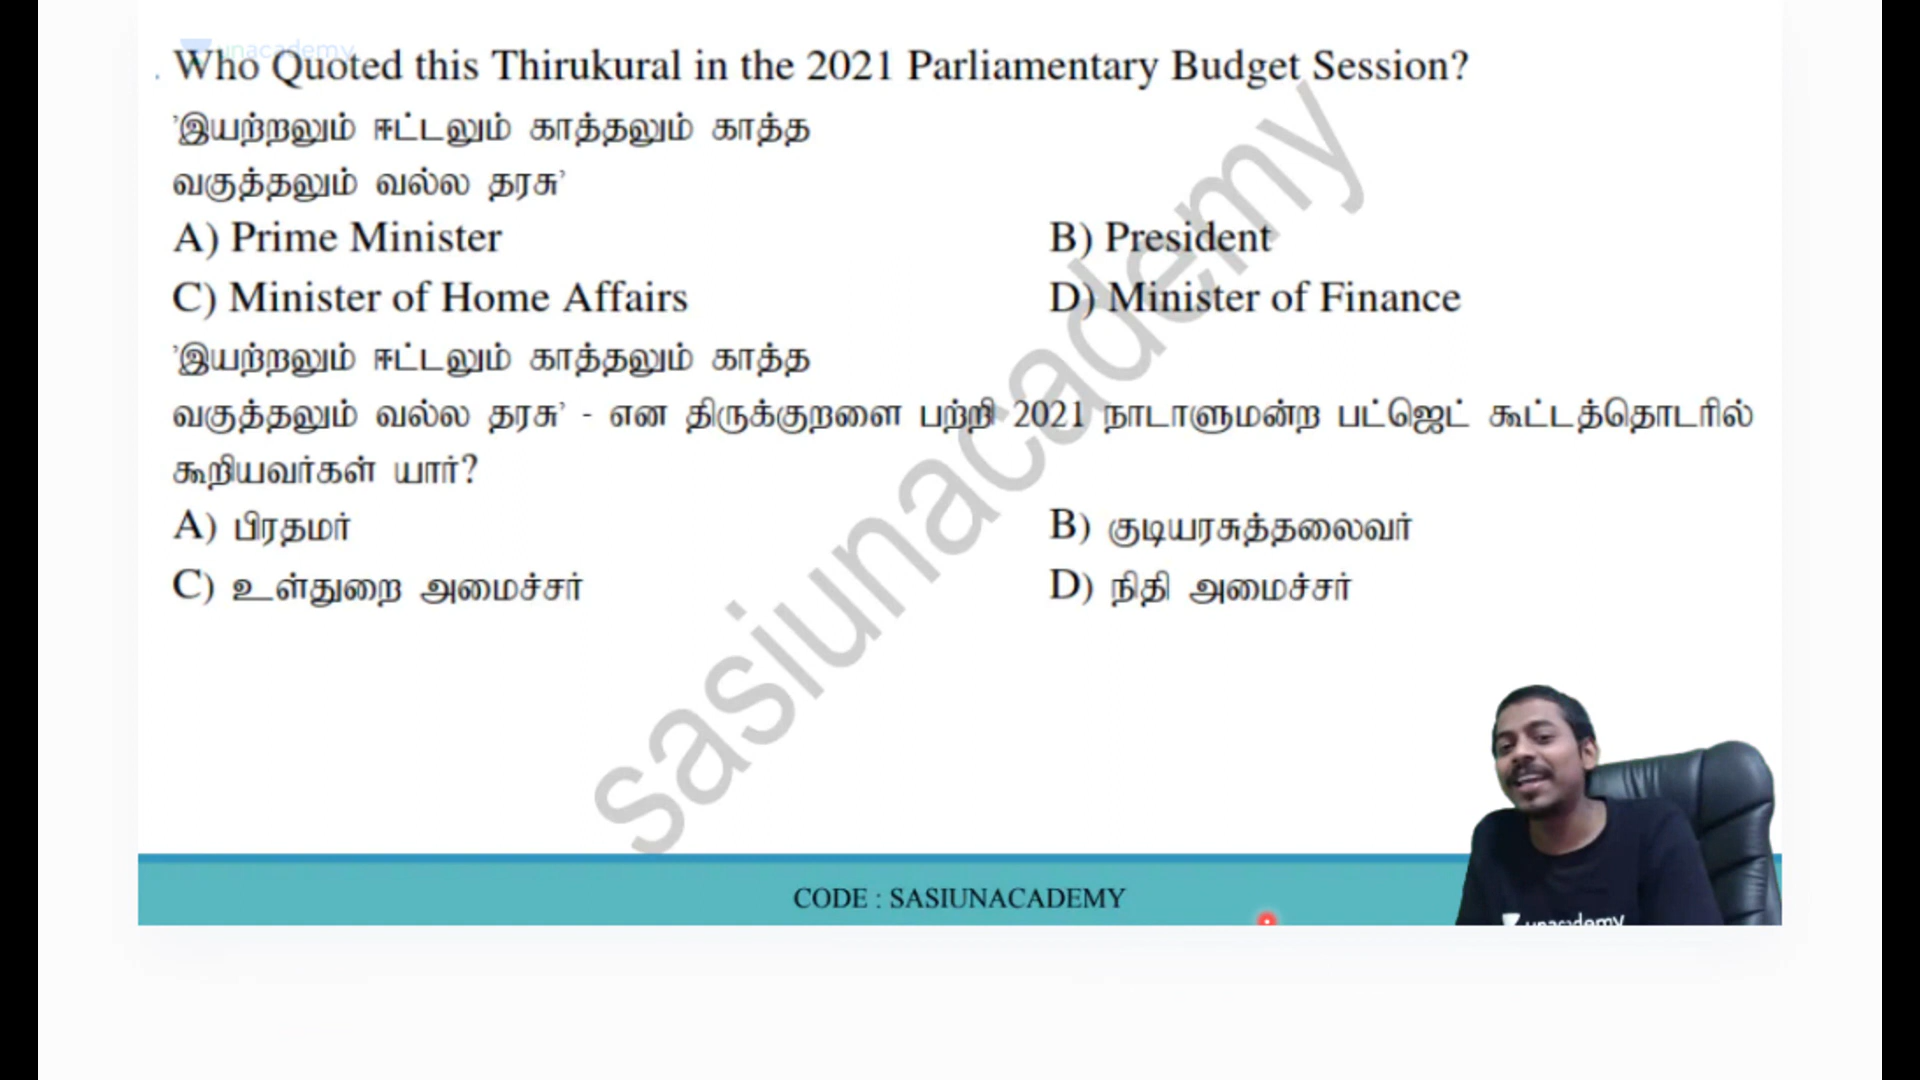 unacademy
. Who Quoted this Thirukural in the 2021 Parliamentary Budget Session?
'இயற்றலும் ஈட்டலும் காத்தலும் காத்த
வகுத்தலும் வல்ல தரசு'
A) Prime Minister B) President
C) Minister of Home Affairs D) Minister of Finance
'இயற்றலும் ஈட்டலும் காத்தலும் காத்த
வகுத்தலும் வல்ல தரசு' - என திருக்குறளை பற்றி 2021 நாடாளுமன்ற பட்ஜெட் கூட்டத்தொடரில்
கூறியவர்கள் யார்?
A) பிரதமர் B) குடியரசுத்தலைவர்
C) உள்துறை அமைச்சர் D) நிதி அமைச்சர்
sasiunacademy
CODE : SASIUNACADEMY
unacademy